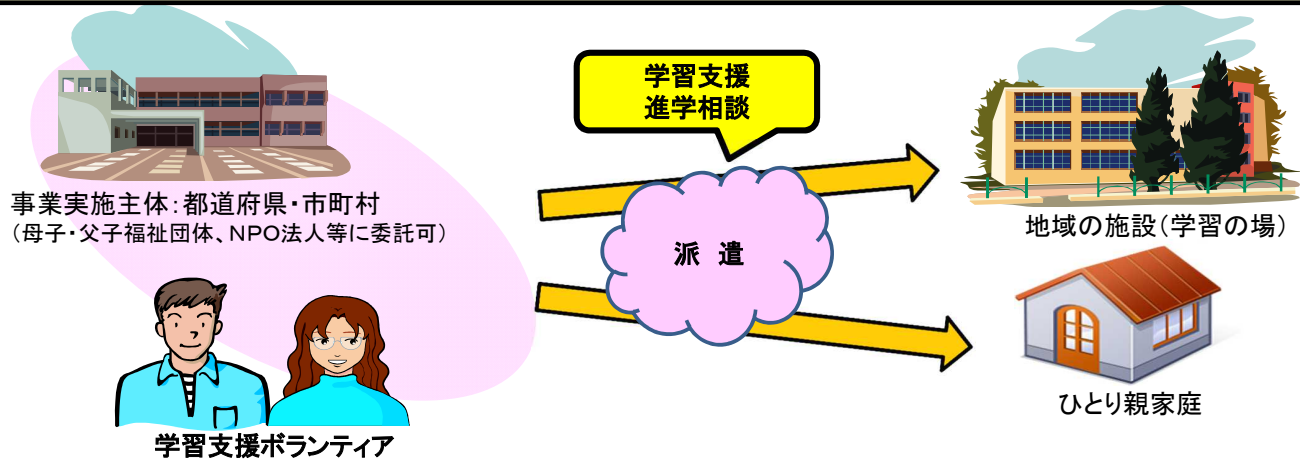 学習支援
進学相談
事業実施主体:都道府県・市町村
(母子・父子福祉団体、NPO法人等に委託可)
派 遣
地域の施設(学習の場)
ひとり親家庭
学習支援ボランティア